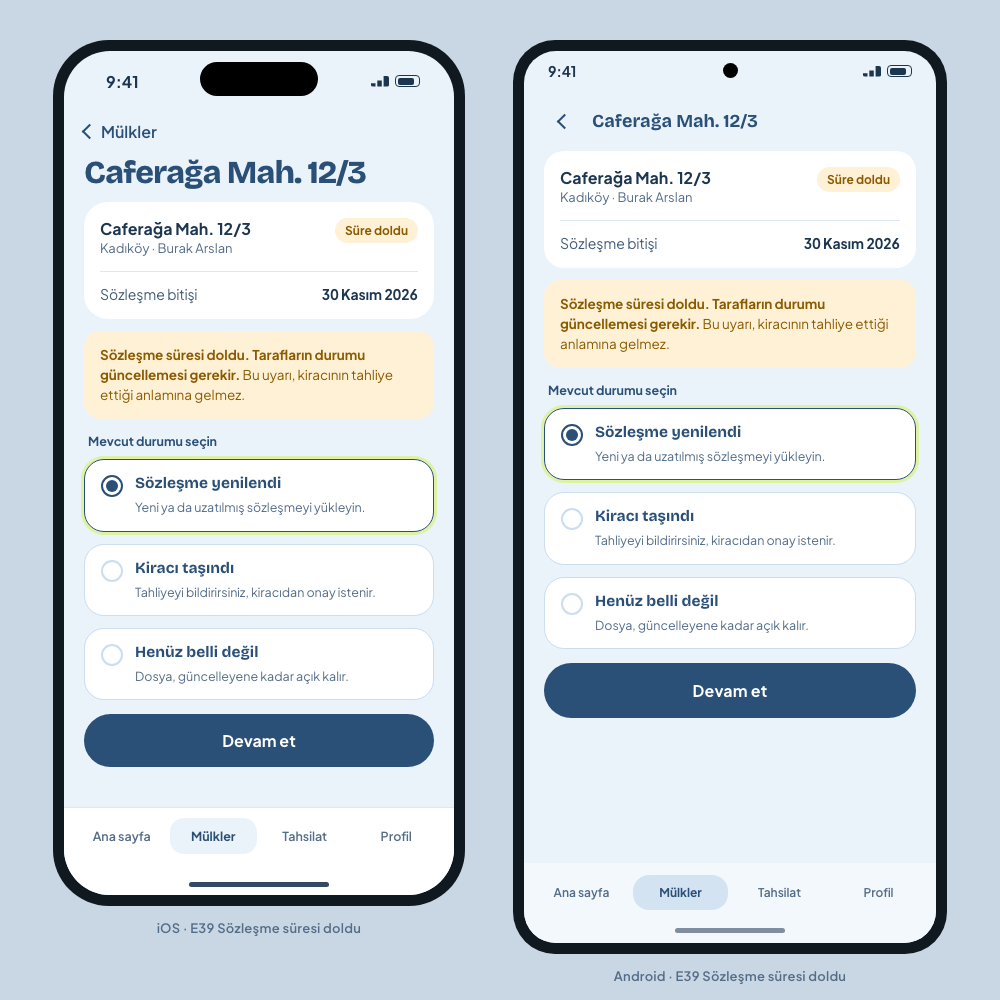 9:41
Mülkler
Caferağa Mah. 12/3
Caferağa Mah. 12/3
Süre doldu
Kadıköy · Burak Arslan
Sözleşme bitişi
30 Kasım 2026
Sözleşme süresi doldu. Tarafların durumu
güncellemesi gerekir. Bu uyarı, kiracının tahliye
ettiği anlamına gelmez.
Mevcut durumu seçin
Sözleşme yenilendi
Yeni ya da uzatılmış sözleşmeyi yükleyin.
Kiracı taşındı
Tahliyeyi bildirirsiniz, kiracıdan onay istenir.
Henüz belli değil
Dosya, güncelleyene kadar açık kalır.
Devam et
Ana sayfa
Mülkler
Tahsilat
Profil
iOS · E39 Sözleşme süresi doldu
9:41
Caferağa Mah. 12/3
Caferağa Mah. 12/3
Süre doldu
Kadıköy · Burak Arslan
Sözleşme bitişi
30 Kasım 2026
Sözleşme süresi doldu. Tarafların durumu
güncellemesi gerekir. Bu uyarı, kiracının tahliye ettiği
anlamına gelmez.
Mevcut durumu seçin
Sözleşme yenilendi
Yeni ya da uzatılmış sözleşmeyi yükleyin.
Kiracı taşındı
Tahliyeyi bildirirsiniz, kiracıdan onay istenir.
Henüz belli değil
Dosya, güncelleyene kadar açık kalır.
Devam et
Ana sayfa
Mülkler
Tahsilat
Profil
Android · E39 Sözleşme süresi doldu